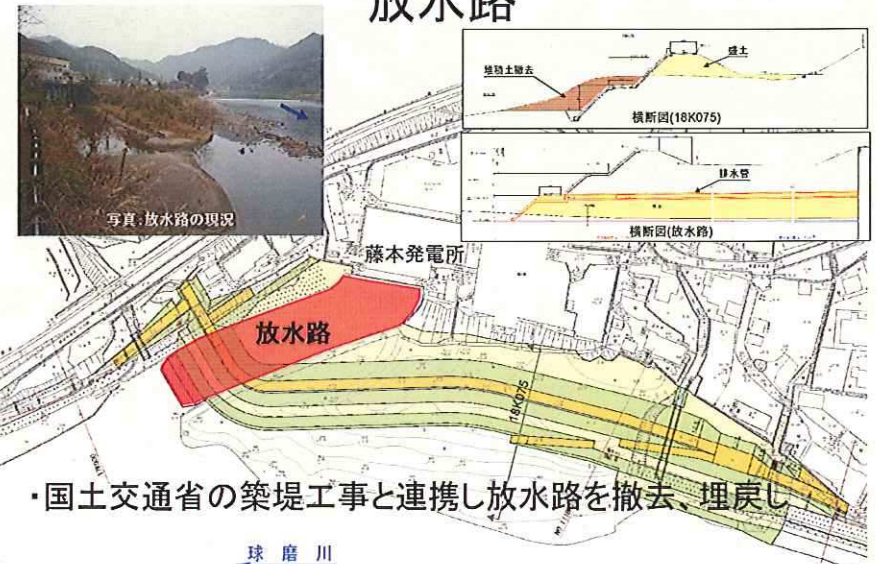 放水路
盛土
堆積土撤去
横断図(18K075)
排水管
横断図(放水路)
写真:放水路の現況
藤本発電所
放水路
18K075
・国土交通省の築堤工事と連携し放水路を撤去、埋戻し
球磨川